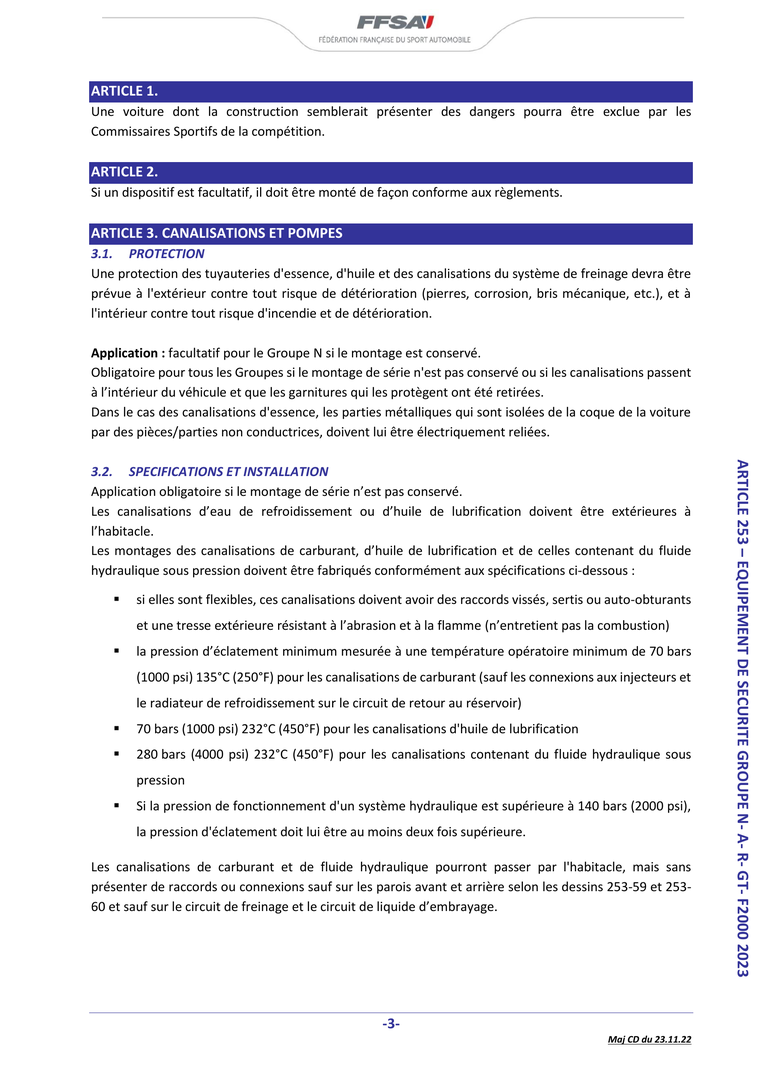 FFSA
FÉDÉRATION FRANÇAISE DU SPORT AUTOMOBILE
ARTICLE 1.
Une voiture dont la construction semblerait présenter des dangers pourra être exclue par les
Commissaires Sportifs de la compétition.
ARTICLE 2.
Si un dispositif est facultatif, il doit être monté de façon conforme aux règlements.
ARTICLE 3. CANALISATIONS ET POMPES
3.1. PROTECTION
Une protection des tuyauteries d'essence, d'huile et des canalisations du système de freinage devra être
prévue à l'extérieur contre tout risque de détérioration (pierres, corrosion, bris mécanique, etc.), et à
l'intérieur contre tout risque d'incendie et de détérioration.
Application : facultatif pour le Groupe N si le montage est conservé.
Obligatoire pour tous les Groupes si le montage de série n'est pas conservé ou si les canalisations passent
à l’intérieur du véhicule et que les garnitures qui les protègent ont été retirées.
Dans le cas des canalisations d'essence, les parties métalliques qui sont isolées de la coque de la voiture
par des pièces/parties non conductrices, doivent lui être électriquement reliées.
3.2. SPECIFICATIONS ET INSTALLATION
Application obligatoire si le montage de série n’est pas conservé.
Les canalisations d’eau de refroidissement ou d’huile de lubrification doivent être extérieures à
l’habitacle.
Les montages des canalisations de carburant, d’huile de lubrification et de celles contenant du fluide
hydraulique sous pression doivent être fabriqués conformément aux spécifications ci-dessous :
▪ si elles sont flexibles, ces canalisations doivent avoir des raccords vissés, sertis ou auto-obturants
et une tresse extérieure résistant à l’abrasion et à la flamme (n’entretient pas la combustion)
▪ la pression d’éclatement minimum mesurée à une température opératoire minimum de 70 bars
(1000 psi) 135°C (250°F) pour les canalisations de carburant (sauf les connexions aux injecteurs et
le radiateur de refroidissement sur le circuit de retour au réservoir)
▪ 70 bars (1000 psi) 232°C (450°F) pour les canalisations d'huile de lubrification
▪ 280 bars (4000 psi) 232°C (450°F) pour les canalisations contenant du fluide hydraulique sous
pression
▪ Si la pression de fonctionnement d'un système hydraulique est supérieure à 140 bars (2000 psi),
la pression d'éclatement doit lui être au moins deux fois supérieure.
Les canalisations de carburant et de fluide hydraulique pourront passer par l'habitacle, mais sans
présenter de raccords ou connexions sauf sur les parois avant et arrière selon les dessins 253-59 et 253-
60 et sauf sur le circuit de freinage et le circuit de liquide d’embrayage.
ARTICLE 253 – EQUIPEMENT DE SECURITE GROUPE N- A- R- GT- F2000 2023
-3-
Maj CD du 23.11.22